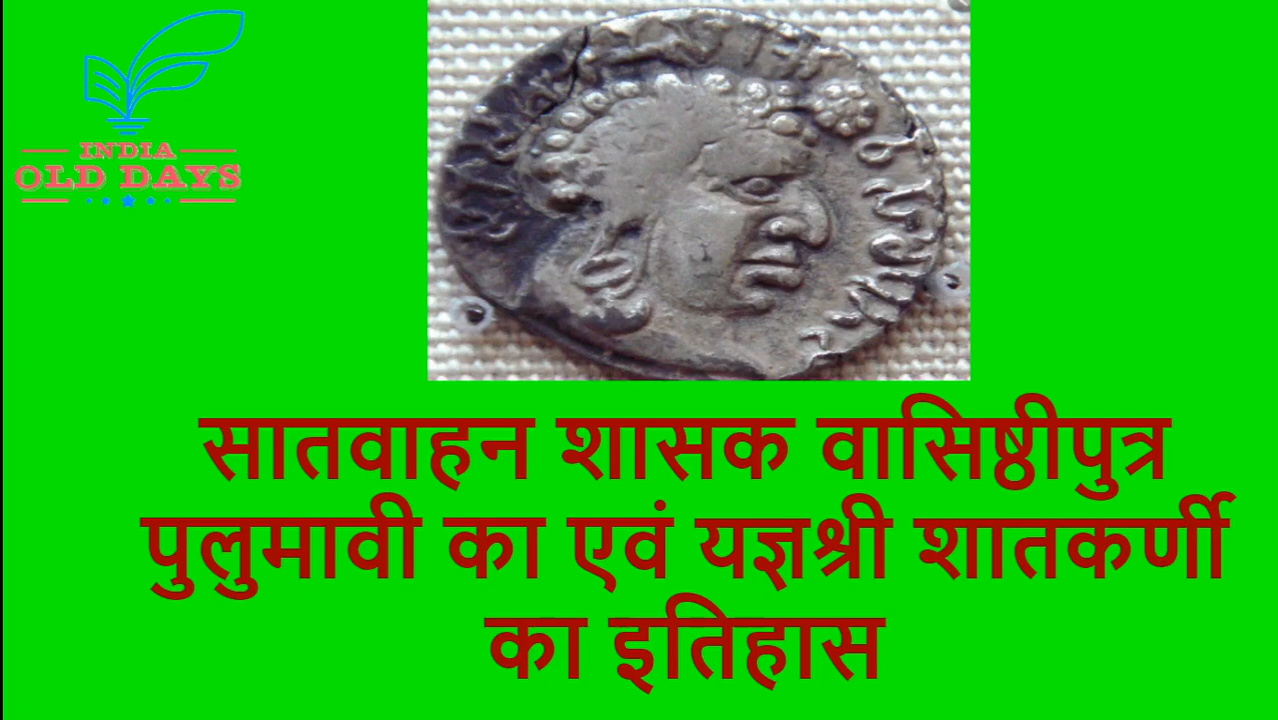 INDIA
OLD DAYS
सातवाहन शासक वासिष्ठीपुत्र
पुलुमावी का एवं यज्ञश्री शातकर्णी
का इतिहास